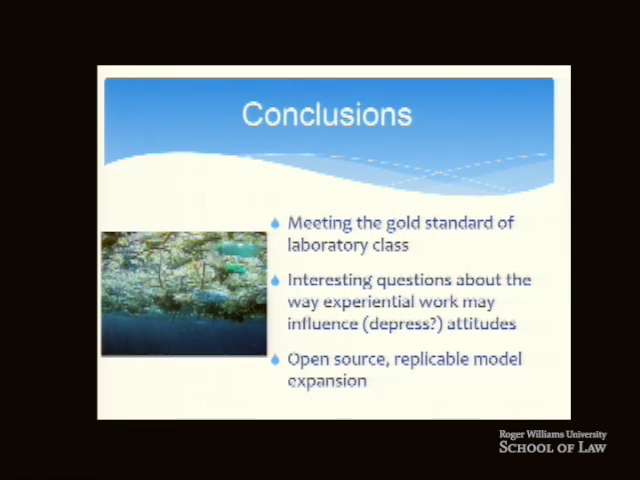 Conclusions
Meeting the gold standard of
laboratory class
Interesting questions about the
way experiential work may
influence (depress?) attitudes
Open source, replicable model
expansion
Roger Williams University
SCHOOL OF LAW